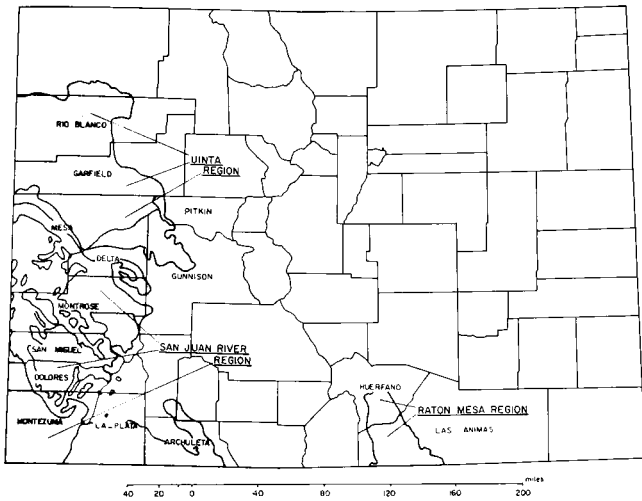 RIO BLANCO
UINTA
REGION
GARFIELD
PITKIN
MESA
DELTA
GUNNISON
MONTROSE
SAN MIGUEL
SAN JUAN RIVER
REGION
DOLORES
HUERFANO
RATON MESA REGION
MONTEZUMA
LA PLATA
LAS ANIMAS
ARCHULETA
miles
40 20 0 40 80 120 160 200